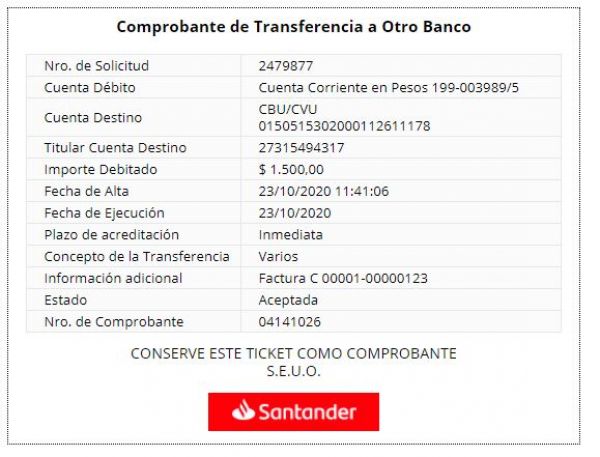 Comprobante de Transferencia a Otro Banco
Nro. de Solicitud 2479877
Cuenta Débito Cuenta Corriente en Pesos 199-003989/5
Cuenta Destino CBU/CVU
0150515302000112611178
Titular Cuenta Destino 27315494317
Importe Debitado $ 1.500,00
Fecha de Alta 23/10/2020 11:41:06
Fecha de Ejecución 23/10/2020
Plazo de acreditación Inmediata
Concepto de la Transferencia Varios
Información adicional Factura C 00001-00000123
Estado Aceptada
Nro. de Comprobante 04141026
CONSERVE ESTE TICKET COMO COMPROBANTE
S.E.U.O.
Santander